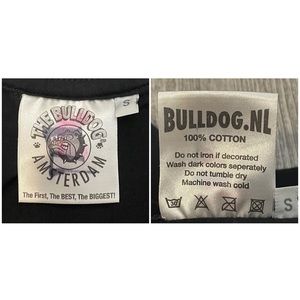 THE BULLDOG
AMSTERDAM
The First, The BEST, The BIGGEST!
S
BULLDOG.NL
100% COTTON
Do not iron if decorated
Wash dark colors seperately
Do not tumble dry
Machine wash cold
30
S